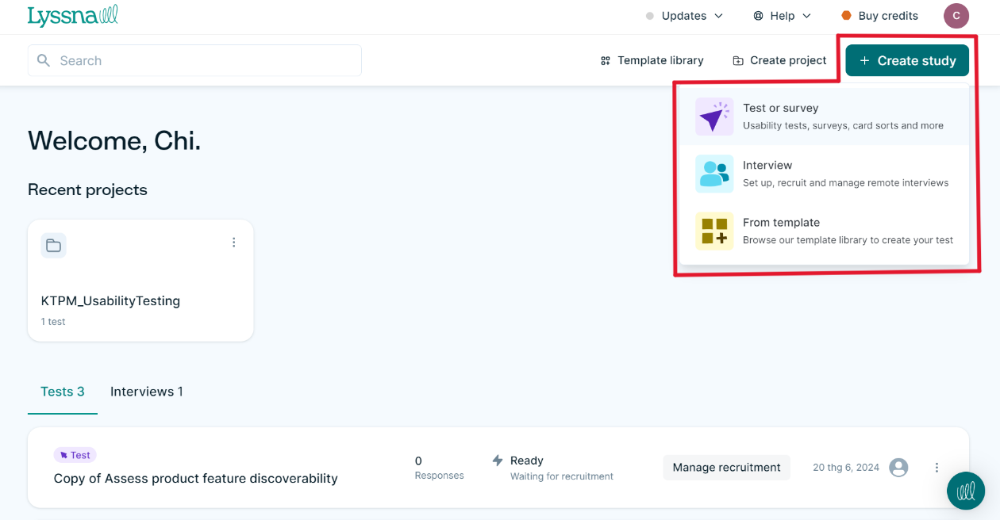 Lyssna
Updates
Help
Buy credits
C
Search
Template library
Create project
+ Create study
Test or survey
Usability tests, surveys, card sorts and more
Interview
Set up, recruit and manage remote interviews
From template
Browse our template library to create your test
Welcome, Chi.
Recent projects
KTPM_UsabilityTesting
1 test
Tests 3
Interviews 1
Test
Copy of Assess product feature discoverability
0
Responses
Ready
Waiting for recruitment
Manage recruitment
20 thg 6, 2024